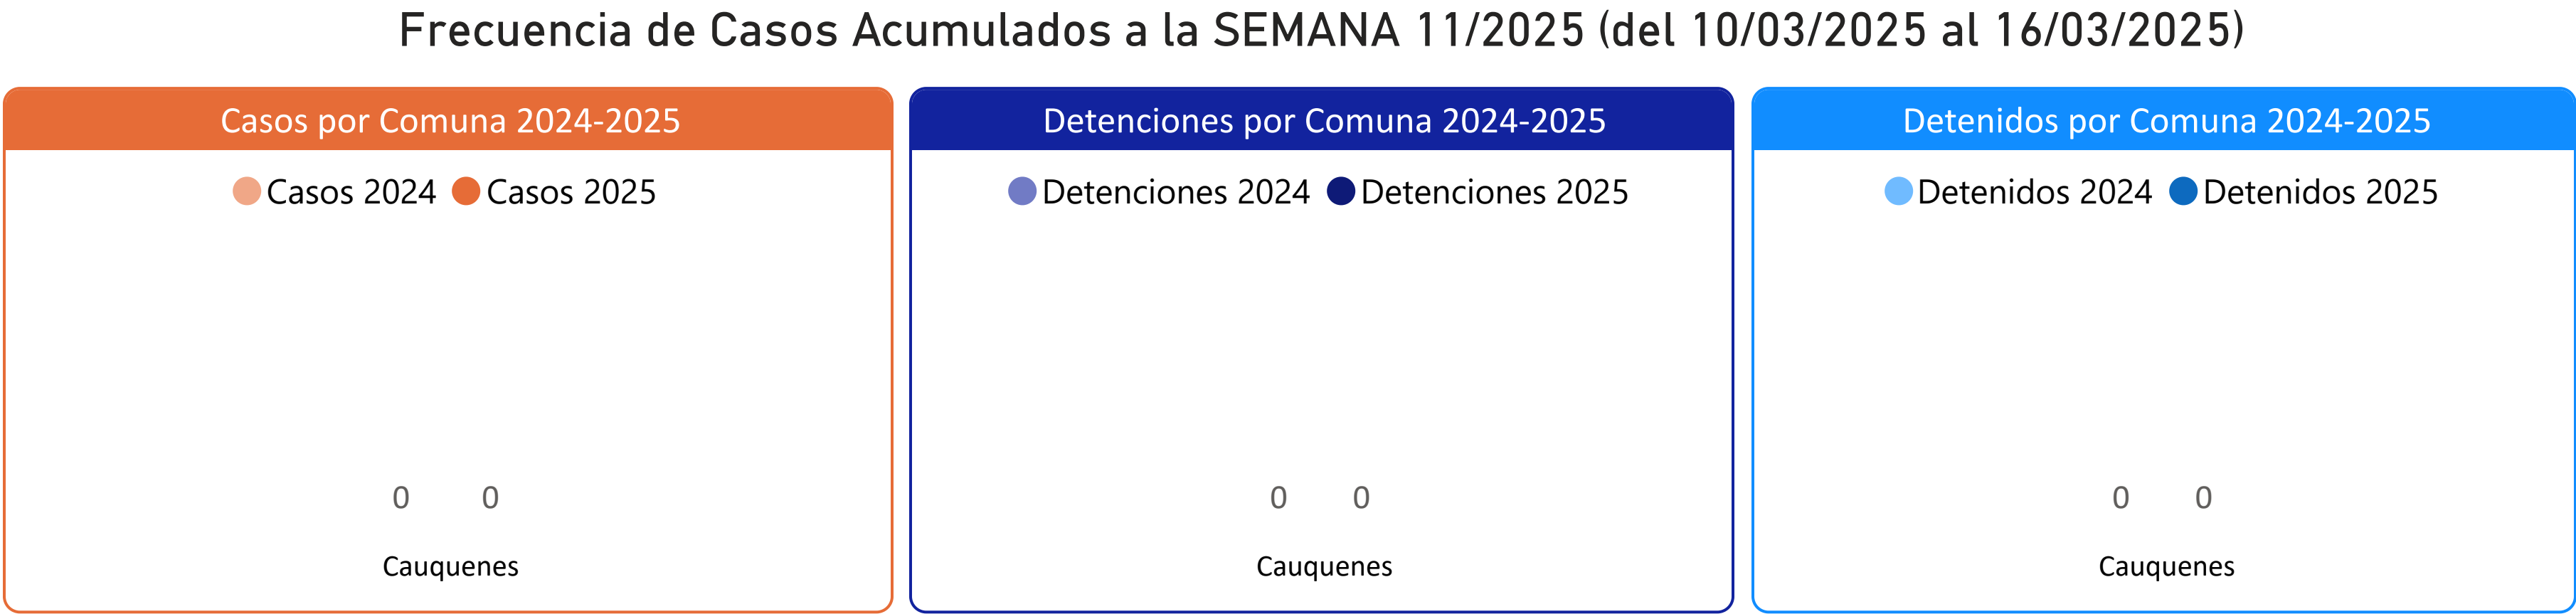 Frecuencia de Casos Acumulados a la SEMANA 11/2025 (del 10/03/2025 al 16/03/2025)
Casos por Comuna 2024-2025
Casos 2024 Casos 2025
0 0
Cauquenes
Detenciones por Comuna 2024-2025
Detenciones 2024 Detenciones 2025
0 0
Cauquenes
Detenidos por Comuna 2024-2025
Detenidos 2024 Detenidos 2025
0 0
Cauquenes